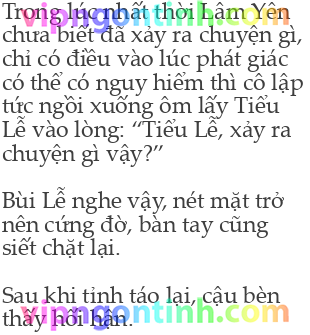 Trong lúc nhất thời Lâm Yên
chưa biết đã xảy ra chuyện gì,
chỉ có điều vào lúc phát giác
có thể có nguy hiểm thì cô lập
tức ngồi xuống ôm lấy Tiểu
Lễ vào lòng: “Tiểu Lễ, xảy ra
chuyện gì vậy?”
Bùi Lễ nghe vậy, nét mặt trở
nên cứng đờ, bàn tay cũng
siết chặt lại.
Sau khi tỉnh táo lại, cậu bèn
thấy hối hận.
vipngontinh.com
vipngontinh.com